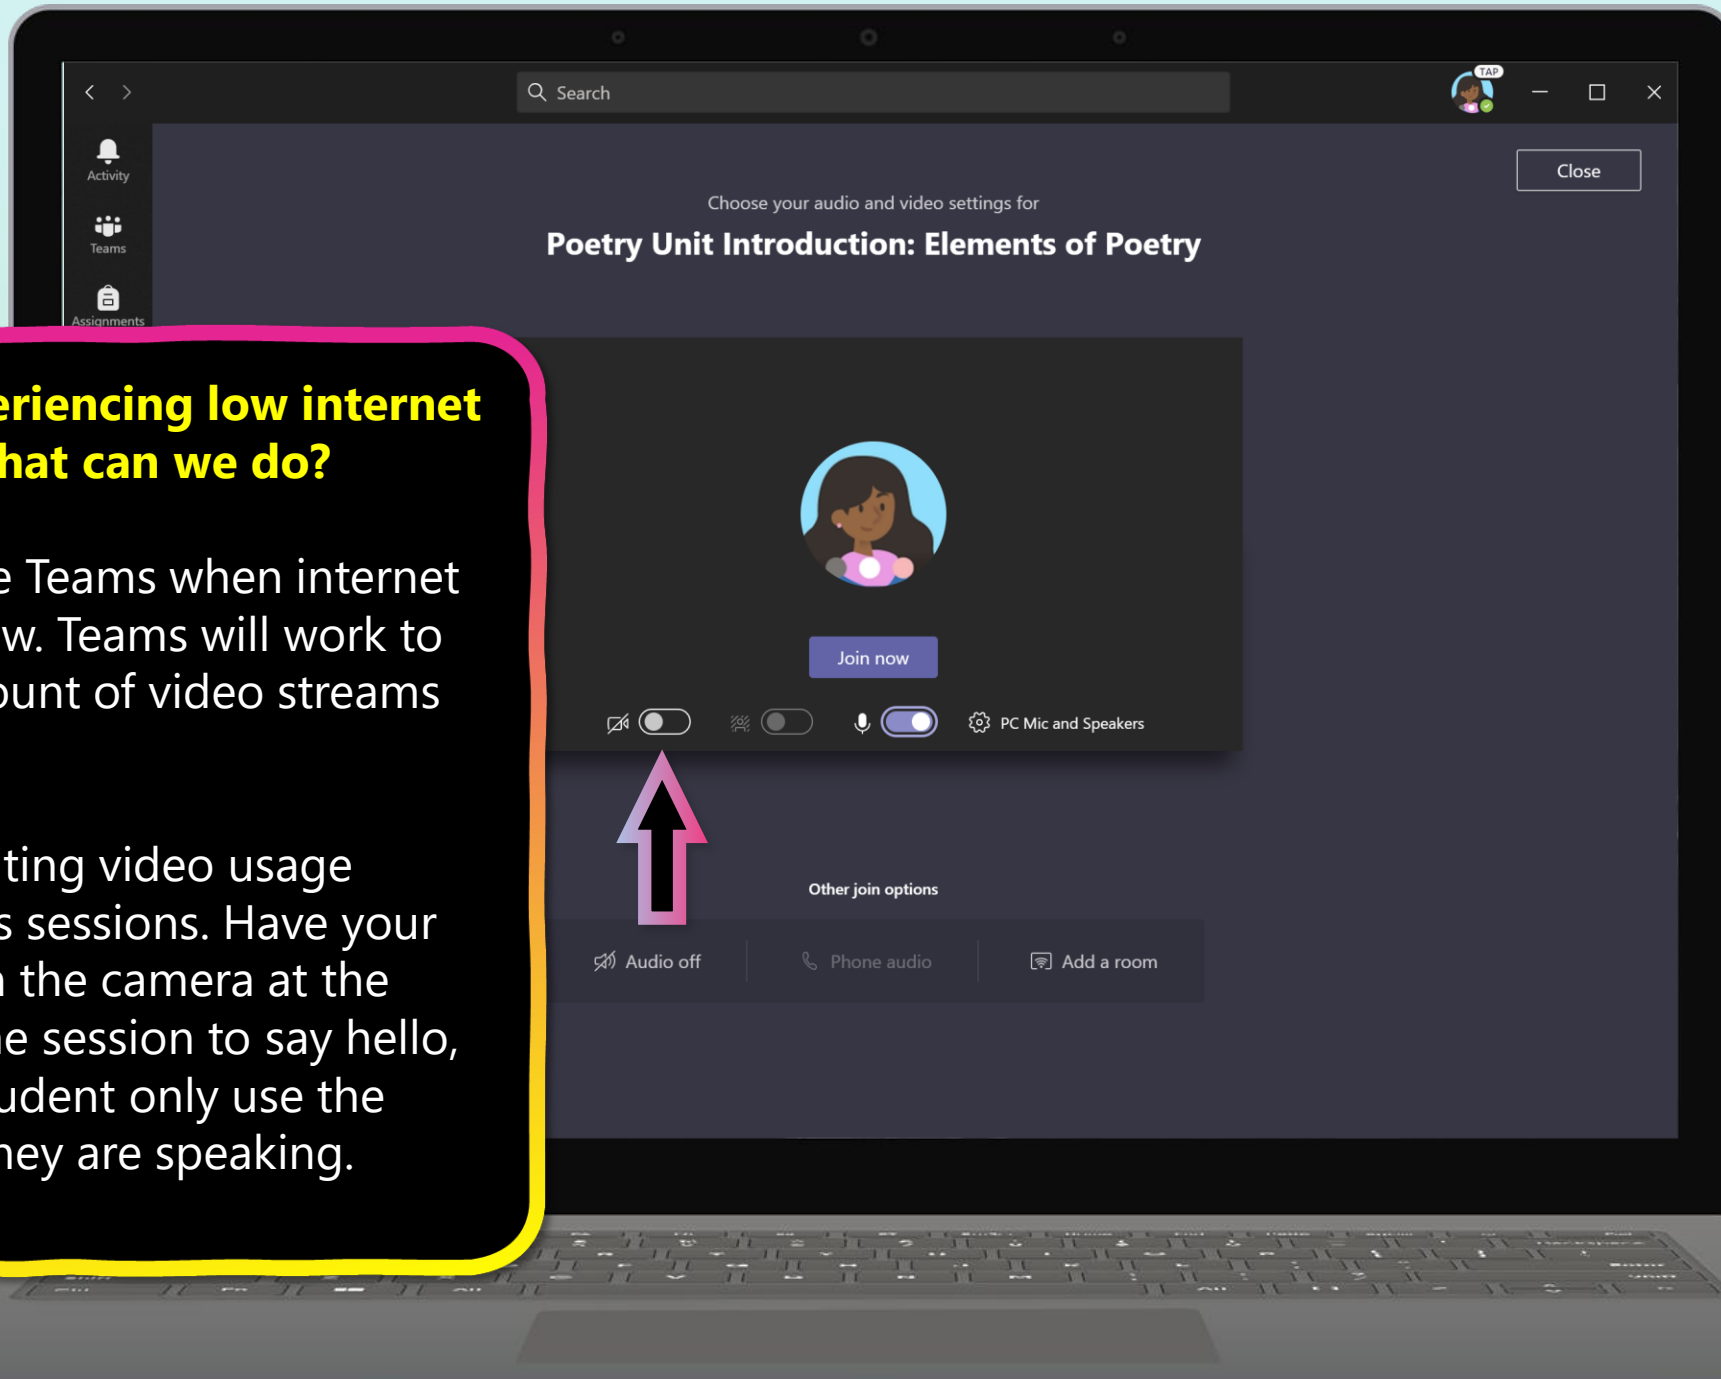 Search
TAP
Activity
Teams
Assignments
Close
Choose your audio and video settings for
Poetry Unit Introduction: Elements of Poetry
eriencing low internet
hat can we do?
e Teams when internet
w. Teams will work to
ount of video streams
ting video usage
s sessions. Have your
n the camera at the
he session to say hello,
udent only use the
hey are speaking.
Join now
PC Mic and Speakers
Other join options
Audio off
Phone audio
Add a room